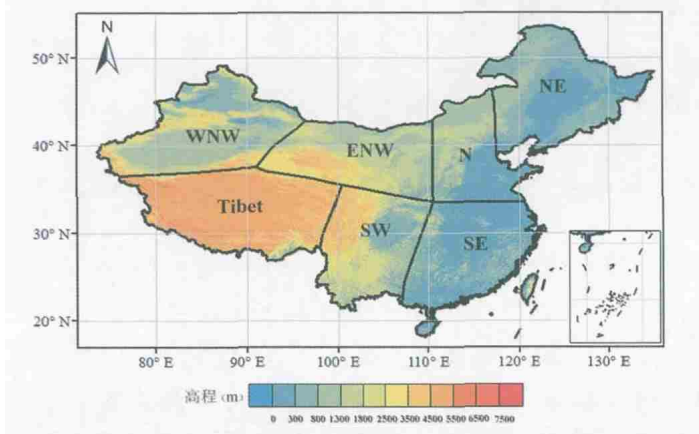 N
50° N
40° N
30° N
20° N
NE
WNW
ENW
N
Tibet
SW
SE
80° E
90° E
100° E
110° E
120° E
130° E
高程 (m)
0 300 800 1300 1800 2500 3500 4500 5500 6500 7500